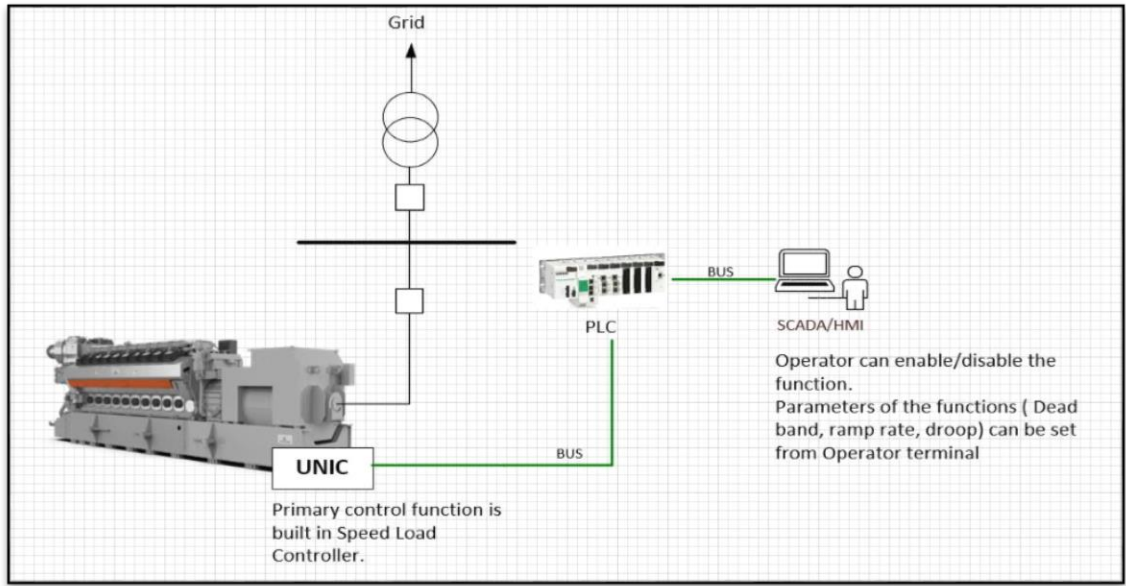 Grid
BUS
PLC
SCADA/HMI
Operator can enable/disable the
function.
Parameters of the functions ( Dead
band, ramp rate, droop) can be set
from Operator terminal
UNIC
BUS
Primary control function is
built in Speed Load
Controller.